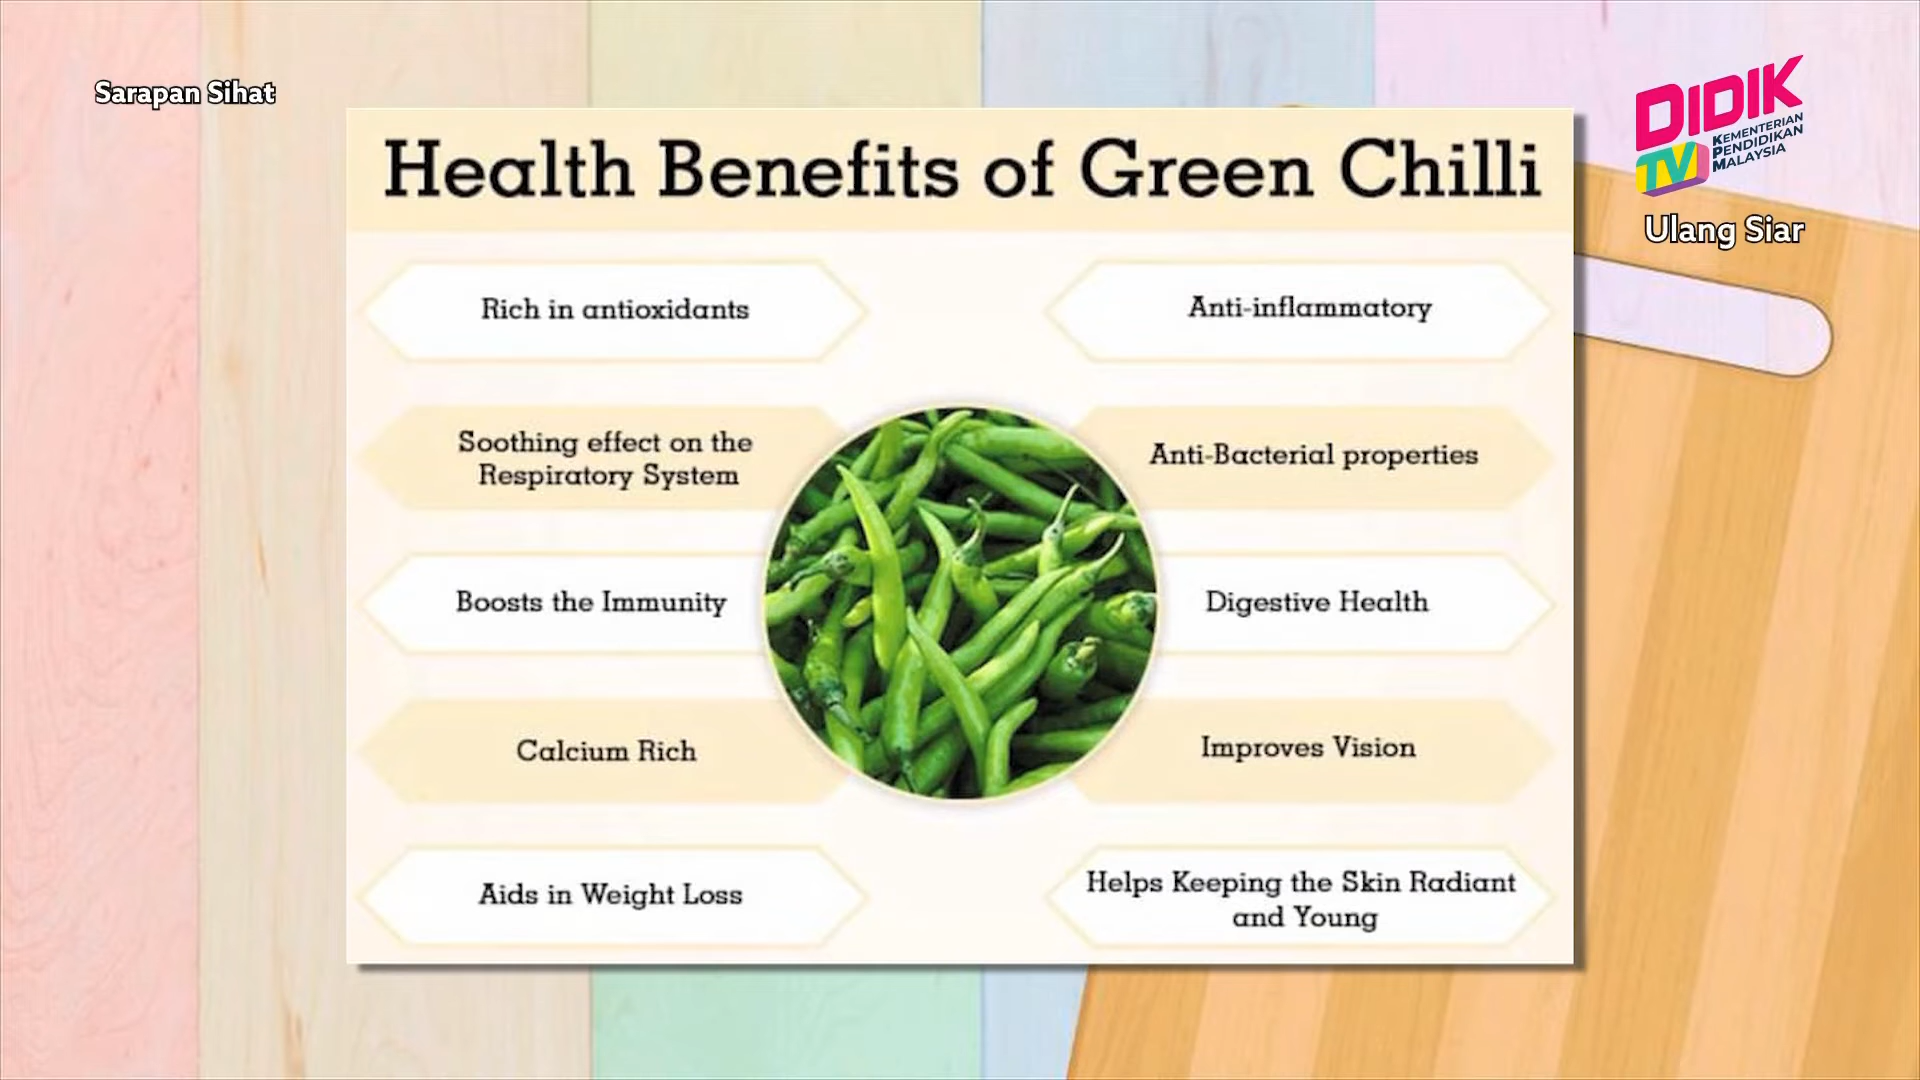 Sarapan Sihat
DIDIK
TV
KEMENTERIAN
PENDIDIKAN
MALAYSIA
Ulang Siar
Health Benefits of Green Chilli
Rich in antioxidants
Soothing effect on the
Respiratory System
Boosts the Immunity
Calcium Rich
Aids in Weight Loss
Anti-inflammatory
Anti-Bacterial properties
Digestive Health
Improves Vision
Helps Keeping the Skin Radiant
and Young